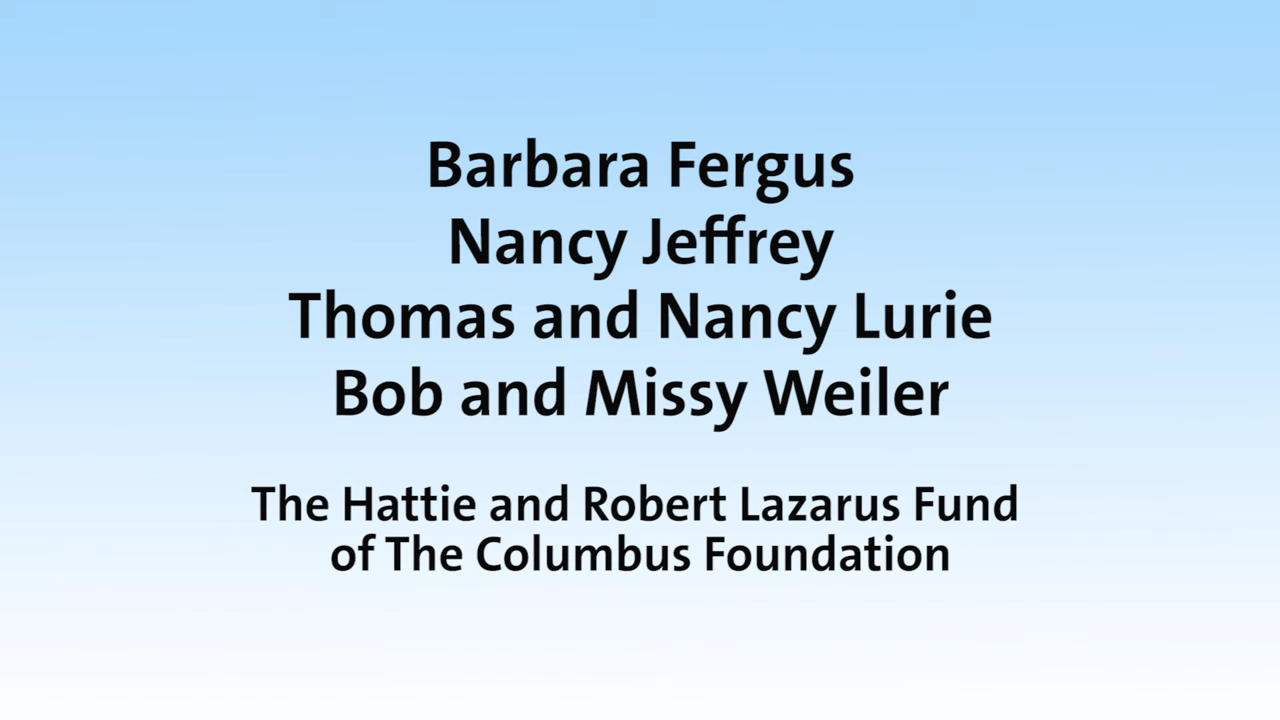 Barbara Fergus
Nancy Jeffrey
Thomas and Nancy Lurie
Bob and Missy Weiler
The Hattie and Robert Lazarus Fund
of The Columbus Foundation